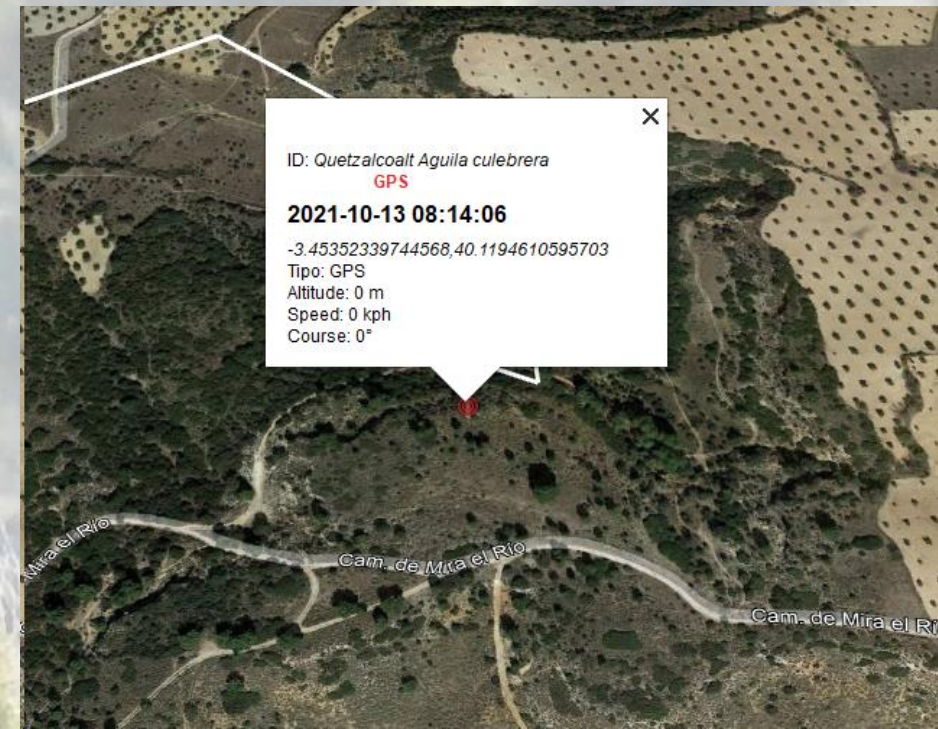 ID: Quetzalcoalt Aguila culebrera
GPS
2021-10-13 08:14:06
-3.45352339744568,40.1194610595703
Tipo: GPS
Altitude: 0 m
Speed: 0 kph
Course: 0°
Mira el Río
Cam. de Mira el Río
Cam. de Mira el Rí